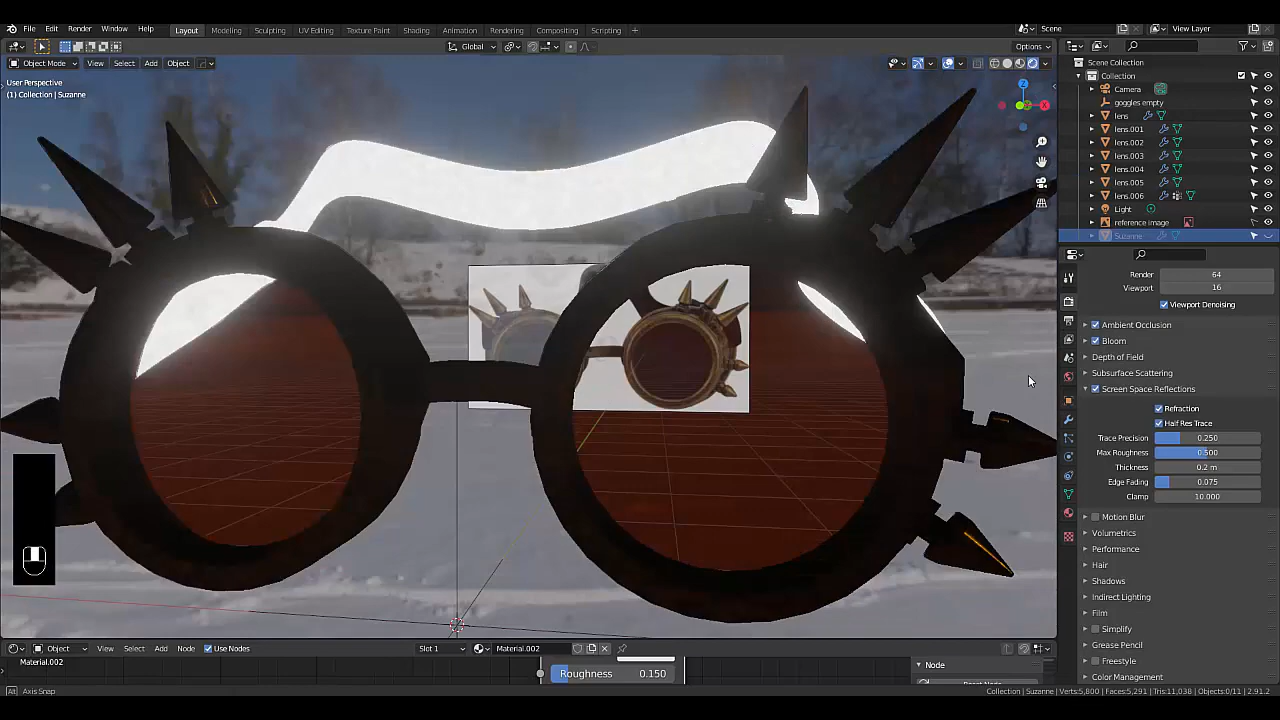 File Edit Render Window Help Layout Modeling Sculpting UV Editing Texture Paint Shading Animation Compositing Rendering Scripting Scene View Layer
Object Mode View Select Add Object Global Options
User Perspective
(1) Collection | Suzanne
Z
X
Scene Collection
Collection
Camera
goggles empty
lens
lens.001
lens.002
lens.003
lens.004
lens.005
lens.006
Light
reference image
Suzanne
Render 64
Viewport 16
Viewport Denoising
Ambient Occlusion
Bloom
Depth of Field
Subsurface Scattering
Screen Space Reflections
Refraction
Half Res Trace
Trace Precision 0.250
Max Roughness 0.500
Thickness 0.2 m
Edge Fading 0.075
Clamp 10.000
Motion Blur
Volumetrics
Performance
Hair
Shadows
Indirect Lighting
Film
Simplify
Grease Pencil
Freestyle
Color Management
Object View Select Add Node Use Nodes Slot 1 Material.002
Material.002
Roughness 0.150
Node
Alt Axis Snap
Collection | Suzanne | Verts:5,800 | Faces:5,291 | Tris:11,038 | Objects:0/11 | 2.91.2